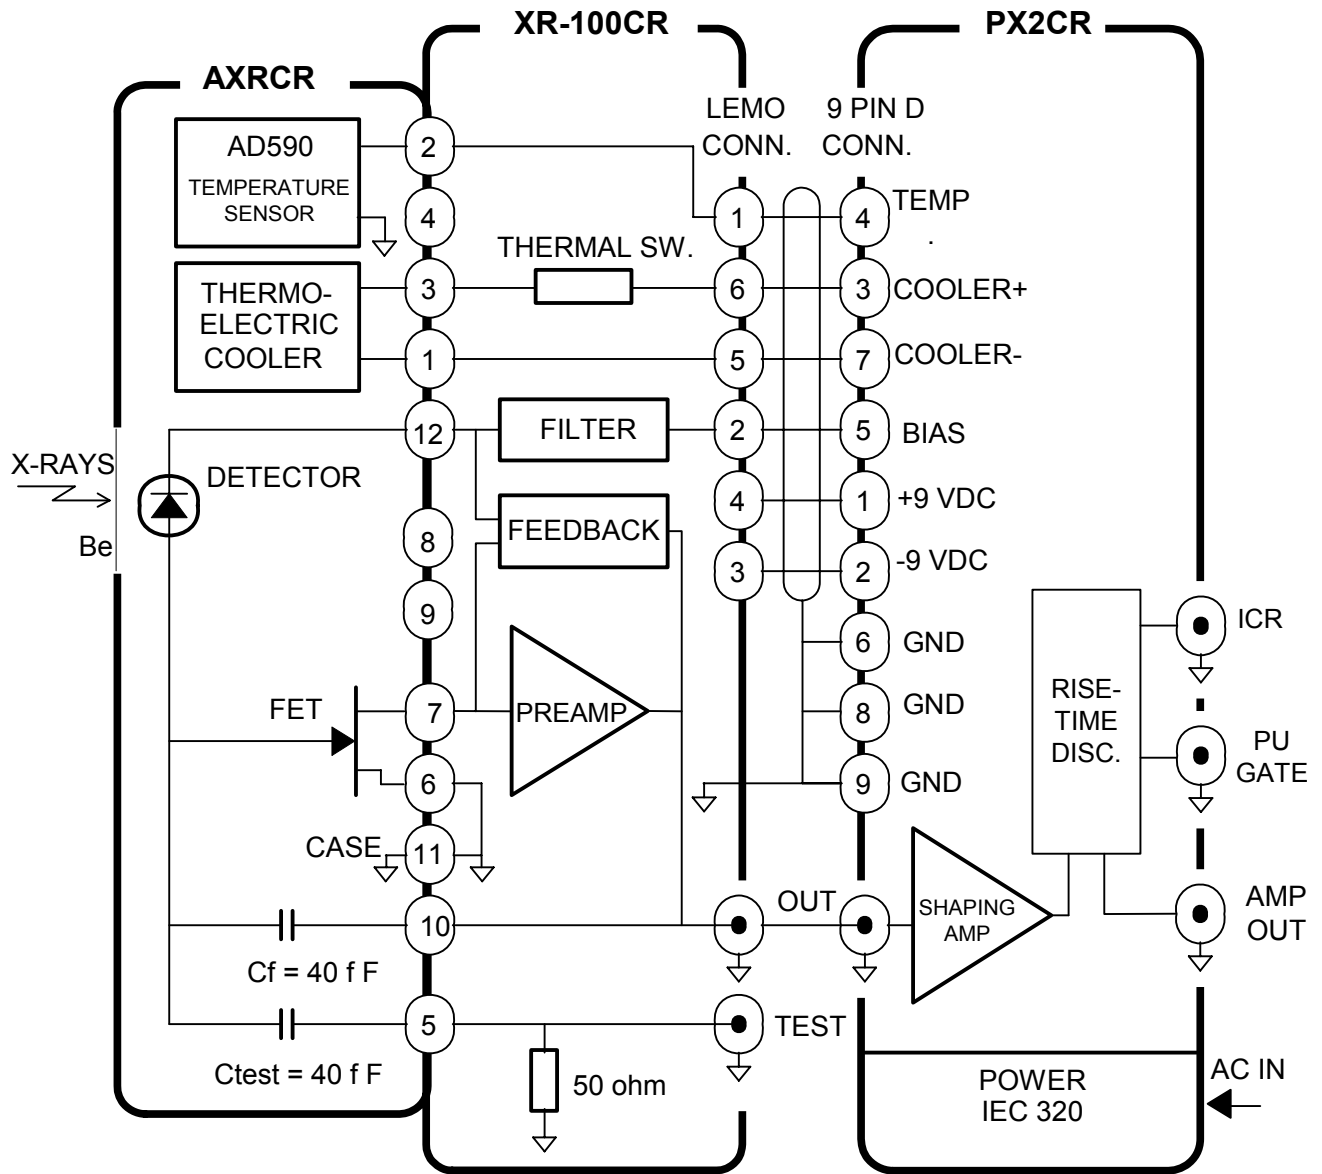 XR-100CR
PX2CR
AXRCR
LEMO
CONN.
9 PIN D
CONN.
AD590
TEMPERATURE
SENSOR
2
4
1
4
TEMP
.
THERMAL SW.
THERMO-
ELECTRIC
COOLER
3
6
3
COOLER+
1
5
7
COOLER-
12
FILTER
2
5
BIAS
X-RAYS
DETECTOR
Be
8
FEEDBACK
4
1
+9 VDC
3
2
-9 VDC
9
6
GND
ICR
FET
7
PREAMP
8
GND
RISE-
TIME
DISC.
PU
GATE
6
9
GND
CASE
11
10
OUT
SHAPING
AMP
AMP
OUT
Cf = 40 f F
5
TEST
Ctest = 40 f F
50 ohm
POWER
IEC 320
AC IN